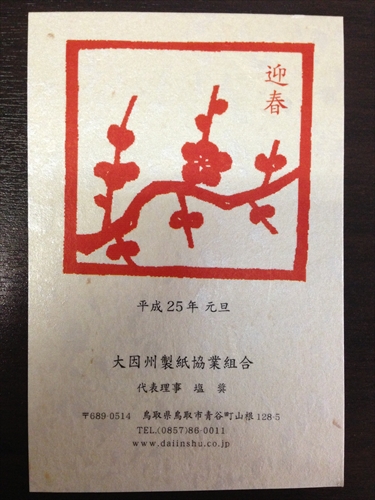 迎春
平成25年 元旦
大因州製紙協業組合
代表理事 塩 奨
〒689-0514 鳥取県鳥取市青谷町山根128-5
TEL.(0857)86-0011
www.daiinshu.co.jp